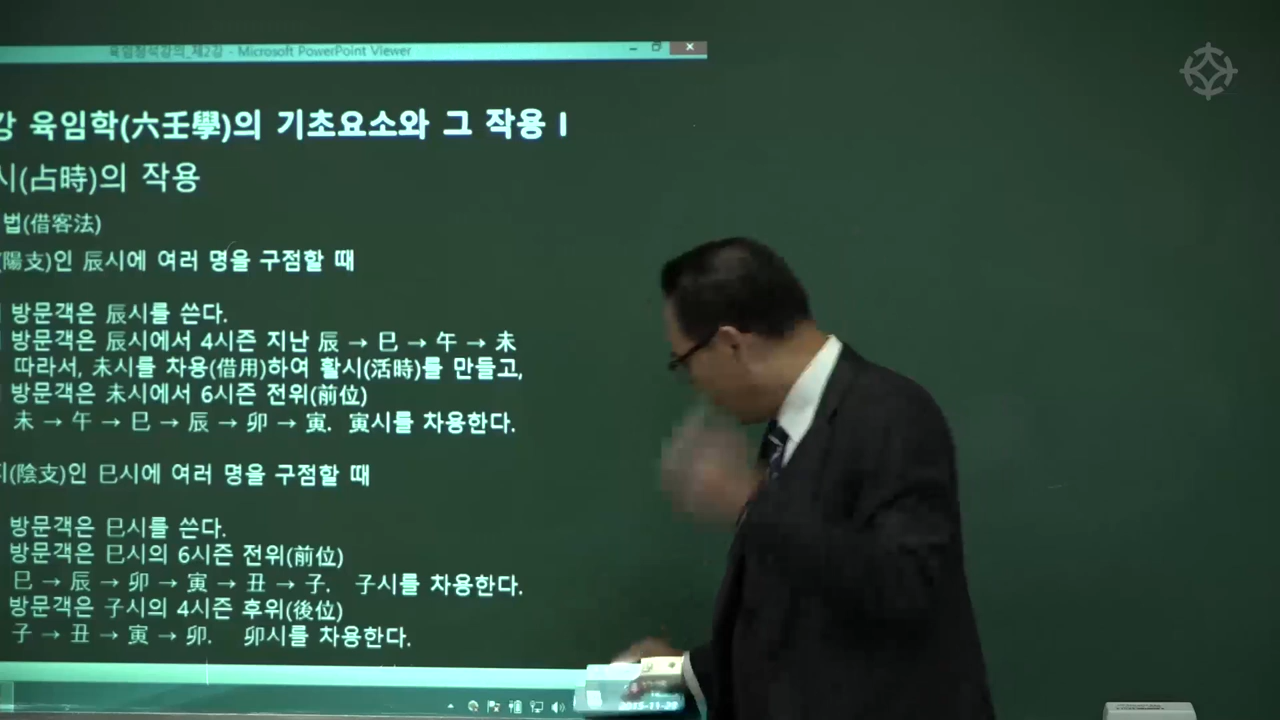 육임정석강의_제2강 - Microsoft PowerPoint Viewer
강 육임학(六壬學)의 기초요소와 그 작용 I
시(占時)의 작용
법(借客法)
(陽支)인 辰시에 여러 명을 구점할 때
방문객은 辰시를 쓴다.
방문객은 辰시에서 4시즌 지난 辰 → 巳 → 午 → 未
따라서, 未시를 차용(借用)하여 활시(活時)를 만들고,
방문객은 未시에서 6시즌 전위(前位)
未 → 午 → 巳 → 辰 → 卯 → 寅. 寅시를 차용한다.
지(陰支)인 巳시에 여러 명을 구점할 때
방문객은 巳시를 쓴다.
방문객은 巳시의 6시즌 전위(前位)
巳 → 辰 → 卯 → 寅 → 丑 → 子. 子시를 차용한다.
방문객은 子시의 4시즌 후위(後位)
子 → 丑 → 寅 → 卯. 卯시를 차용한다.